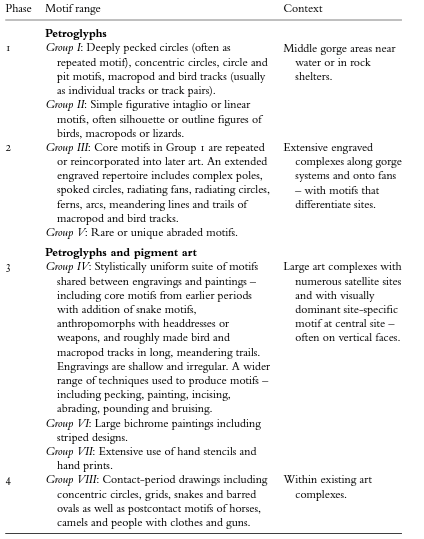 Phase Motif range Context
Petroglyphs
1 Group I: Deeply pecked circles (often as Middle gorge areas near
repeated motif), concentric circles, circle and water or in rock
pit motifs, macropod and bird tracks (usually shelters.
as individual tracks or track pairs).
Group II: Simple figurative intaglio or linear
motifs, often silhouette or outline figures of
birds, macropods or lizards.
2 Group III: Core motifs in Group 1 are repeated Extensive engraved
or reincorporated into later art. An extended complexes along gorge
engraved repertoire includes complex poles, systems and onto fans
spoked circles, radiating fans, radiating circles, – with motifs that
ferns, arcs, meandering lines and trails of differentiate sites.
macropod and bird tracks.
Group V: Rare or unique abraded motifs.
Petroglyphs and pigment art
3 Group IV: Stylistically uniform suite of motifs Large art complexes with
shared between engravings and paintings – numerous satellite sites
including core motifs from earlier periods and with visually
with addition of snake motifs, dominant site-specific
anthropomorphs with headdresses or motif at central site –
weapons, and roughly made bird and often on vertical faces.
macropod tracks in long, meandering trails.
Engravings are shallow and irregular. A wider
range of techniques used to produce motifs –
including pecking, painting, incising,
abrading, pounding and bruising.
Group VI: Large bichrome paintings including
striped designs.
Group VII: Extensive use of hand stencils and
hand prints.
4 Group VIII: Contact-period drawings including Within existing art
concentric circles, grids, snakes and barred complexes.
ovals as well as postcontact motifs of horses,
camels and people with clothes and guns.